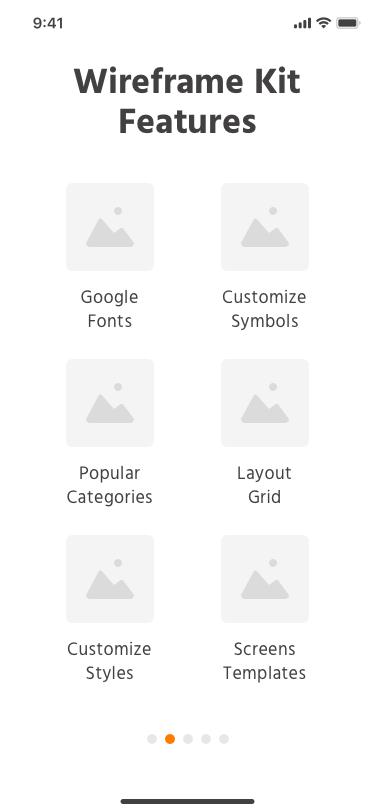 9:41
Wireframe Kit
Features
Google
Fonts
Customize
Symbols
Popular
Categories
Layout
Grid
Customize
Styles
Screens
Templates